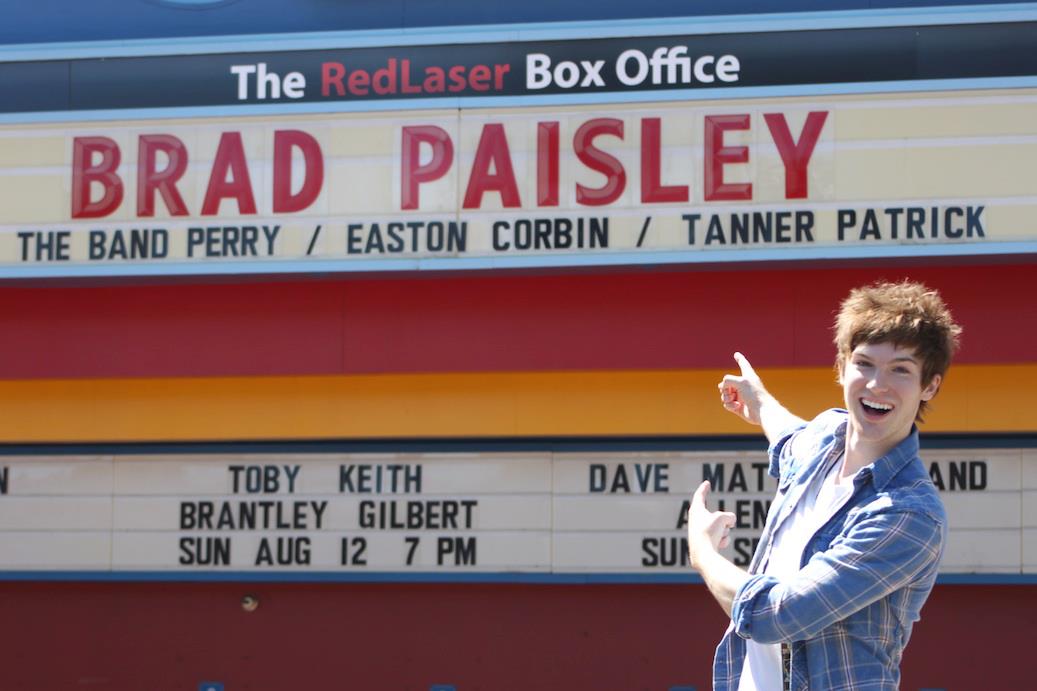 The RedLaser Box Office
BRAD PAISLEY
THE BAND PERRY / EASTON CORBIN / TANNER PATRICK
TOBY KEITH
BRANTLEY GILBERT
SUN AUG 12 7 PM
DAVE
SUN